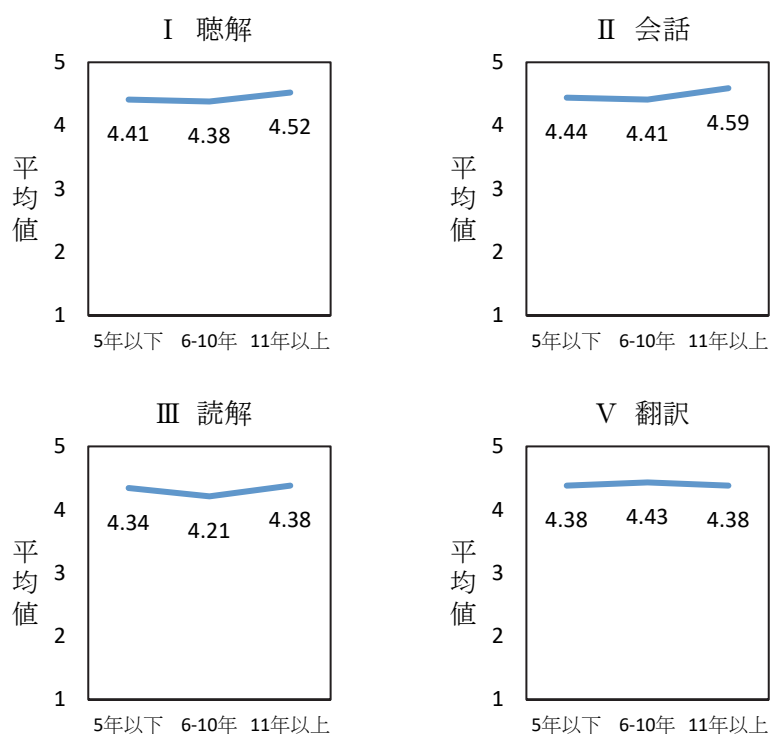 Ⅰ 聴解
5
4
3
2
1
平均値
4.41
4.38
4.52
5年以下 6-10年 11年以上
Ⅱ 会話
5
4
3
2
1
平均値
4.44
4.41
4.59
5年以下 6-10年 11年以上
Ⅲ 読解
5
4
3
2
1
平均値
4.34
4.21
4.38
5年以下 6-10年 11年以上
Ⅴ 翻訳
5
4
3
2
1
平均値
4.38
4.43
4.38
5年以下 6-10年 11年以上